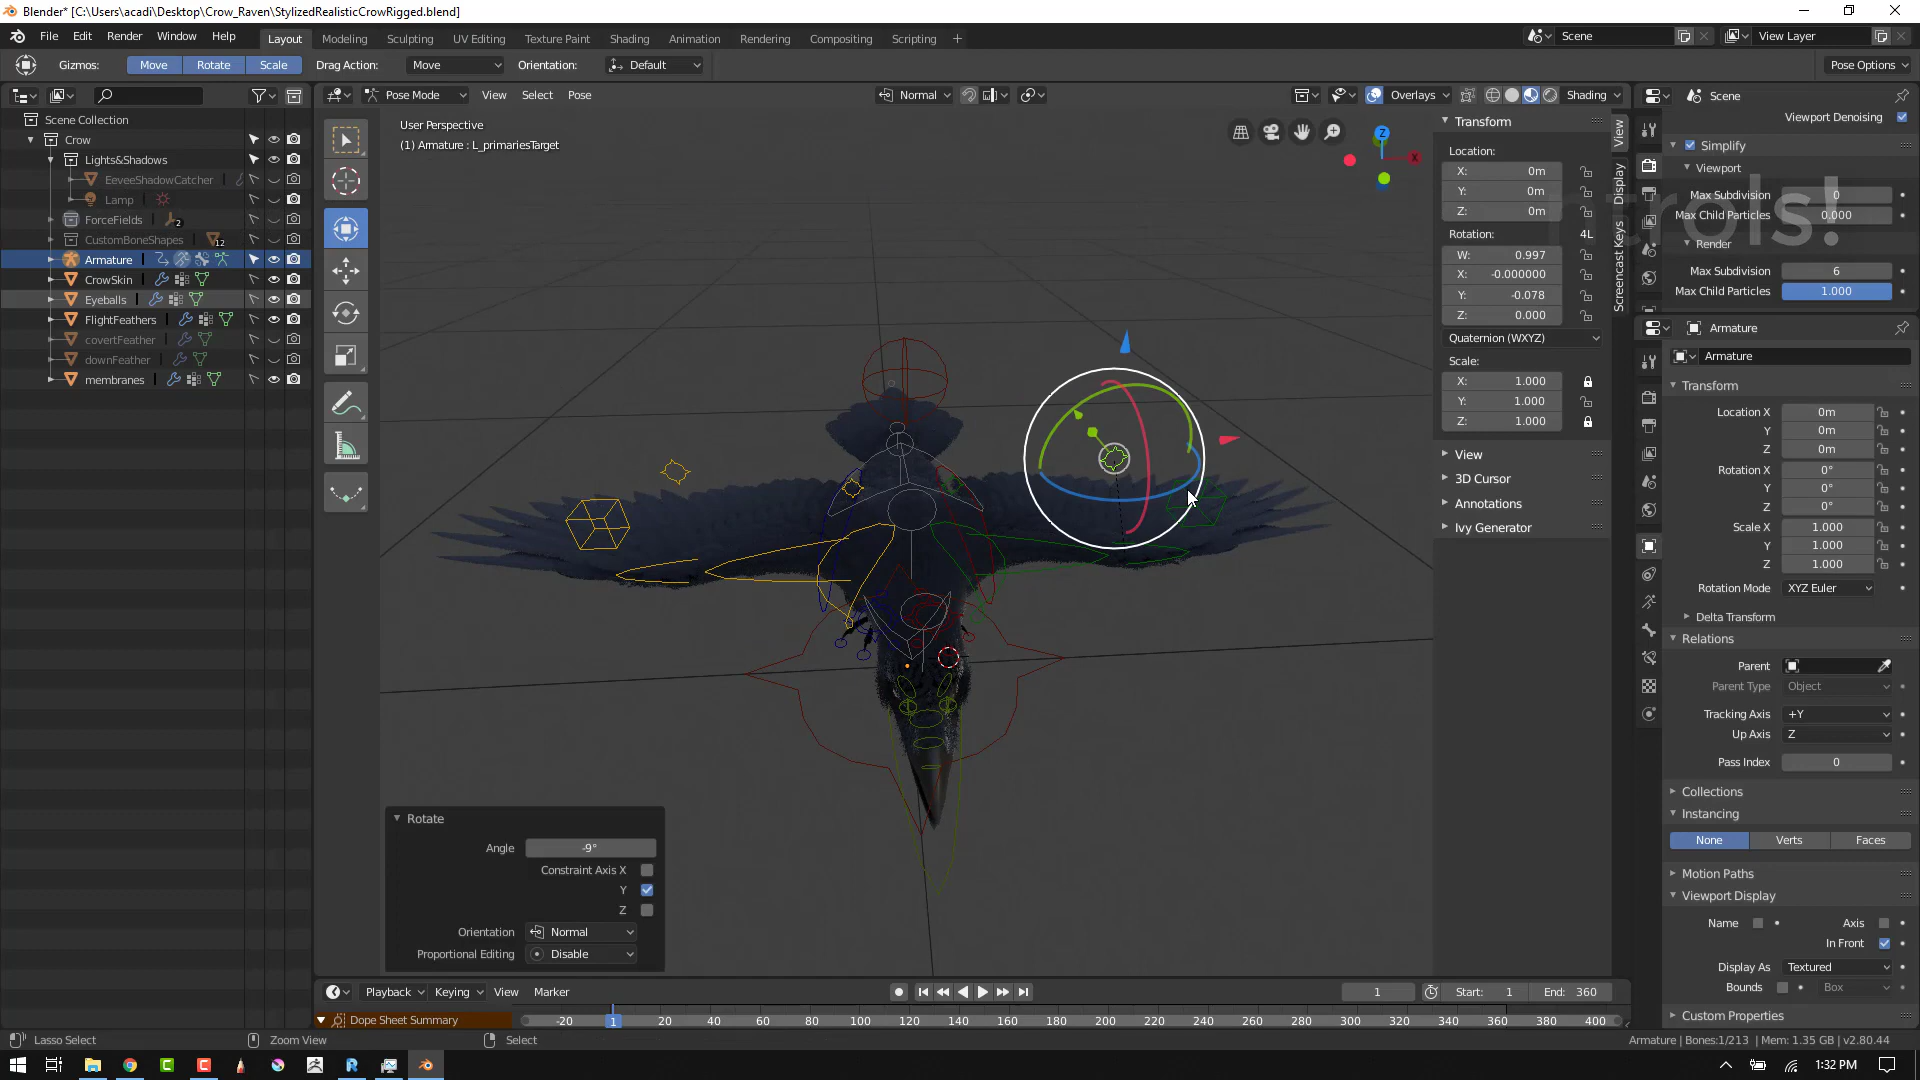 Blender* [C:\Users\acadi\Desktop\Crow_Raven\StylizedRealisticCrowRigged.blend]
File Edit Render Window Help
Layout Modeling Sculpting UV Editing Texture Paint Shading Animation Rendering Compositing Scripting +
Scene
View Layer
Gizmos: Move Rotate Scale Drag Action: Move Orientation: Default
Pose Options
Scene Collection
Crow
Lights&Shadows
EeveeShadowCatcher
Lamp
ForceFields 2
CustomBoneShapes 12
Armature
CrowSkin
Eyeballs
FlightFeathers
covertFeather
downFeather
membranes
Pose Mode View Select Pose Normal Overlays Shading
User Perspective
(1) Armature : L_primariesTarget
Z
X
Transform
Location:
X: 0m
Y: 0m
Z: 0m
Rotation: 4L
W: 0.997
X: -0.000000
Y: -0.078
Z: 0.000
Quaternion (WXYZ)
Scale:
X: 1.000
Y: 1.000
Z: 1.000
View
3D Cursor
Annotations
Ivy Generator
View
Display
Screencast Keys
Scene
Viewport Denoising
Simplify
Viewport
Max Subdivision 0
Max Child Particles 0.000
ntrols!
Render
Max Subdivision 6
Max Child Particles 1.000
Armature
Armature
Transform
Location X 0m
Y 0m
Z 0m
Rotation X 0°
Y 0°
Z 0°
Scale X 1.000
Y 1.000
Z 1.000
Rotation Mode XYZ Euler
Delta Transform
Relations
Parent
Parent Type Object
Tracking Axis +Y
Up Axis Z
Pass Index 0
Collections
Instancing
None Verts Faces
Motion Paths
Viewport Display
Name Axis
In Front
Display As Textured
Bounds Box
Custom Properties
Rotate
Angle -9°
Constraint Axis X
Y
Z
Orientation Normal
Proportional Editing Disable
Playback Keying View Marker
1 Start: 1 End: 360
Dope Sheet Summary
-20 1 20 40 60 80 100 120 140 160 180 200 220 240 260 280 300 320 340 360 380 400
Lasso Select Zoom View Select
Armature | Bones:1/213 | Mem: 1.35 GB | v2.80.44
1:32 PM